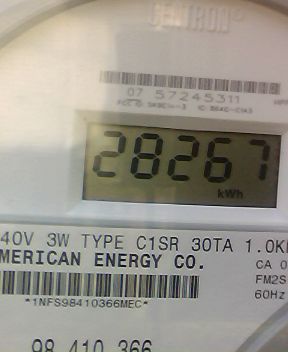 CENTRON®
07 57245311
28267
kWh
40V 3W TYPE C1SR 30TA 1.0K
MERICAN ENERGY CO.
CA 0
FM2S
60Hz
*1NFS98410366MEC*
98 410 366